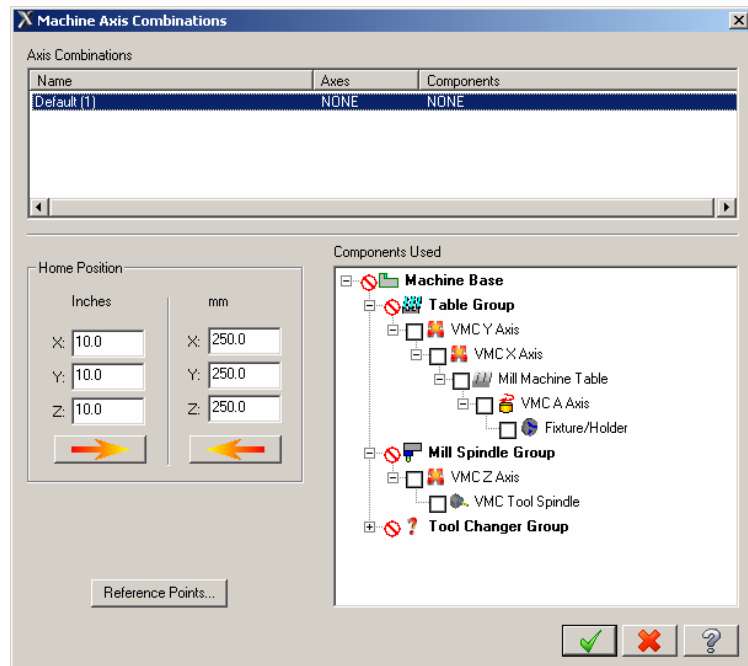 Machine Axis Combinations
Axis Combinations
Name Axes Components
Default (1) NONE NONE
Components Used
Home Position
Inches mm
X: 10.0 X: 250.0
Y: 10.0 Y: 250.0
Z: 10.0 Z: 250.0
Machine Base
Table Group
VMC Y Axis
VMC X Axis
Mill Machine Table
VMC A Axis
Fixture/Holder
Mill Spindle Group
VMC Z Axis
VMC Tool Spindle
Tool Changer Group
Reference Points...